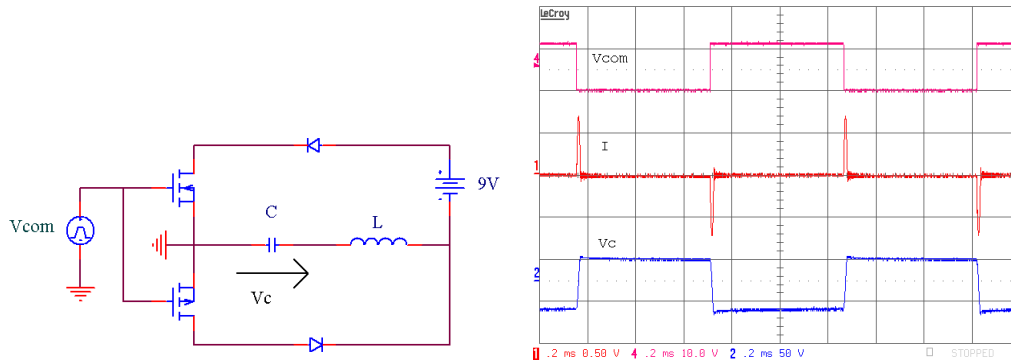 9V
C
L
Vcom
Vc
LeCroy
4
Vcom
1
I
Vc
2
1 .2 ms 0.50 V 4 .2 ms 10.0 V 2 .2 ms 50 V
STOPPED